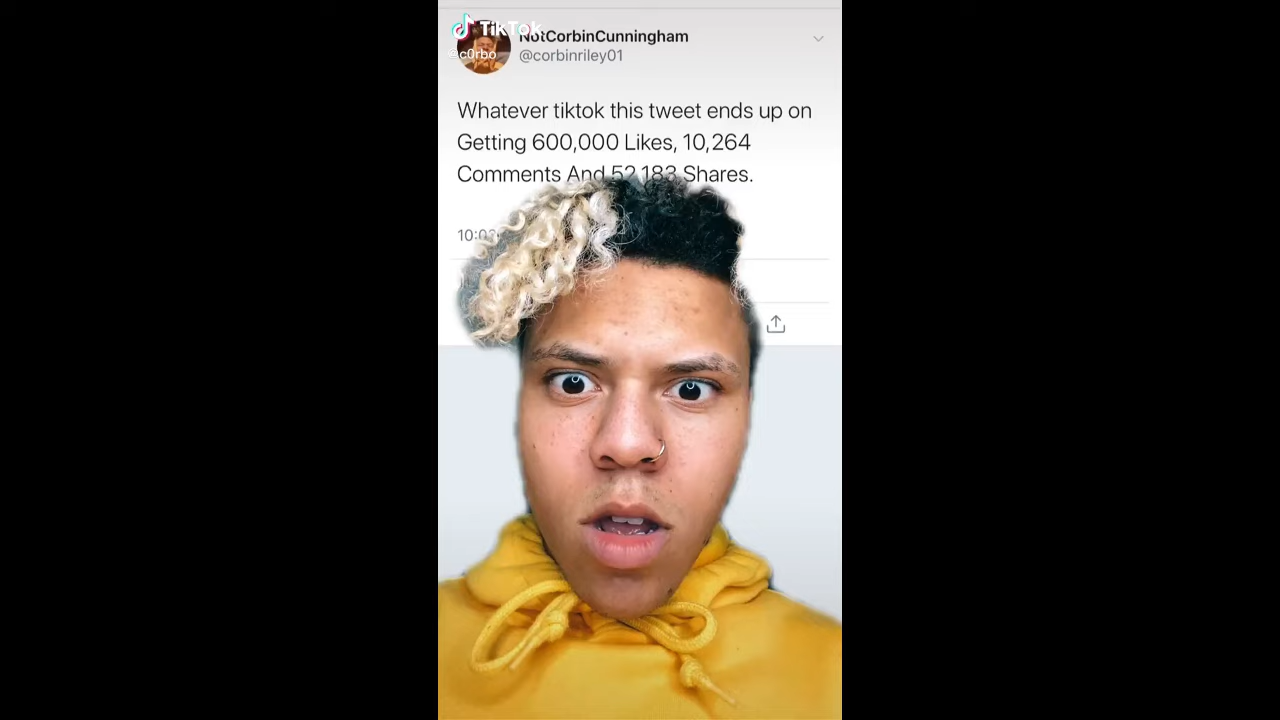 TikTok
@c0rbo
NotCorbinCunningham
@corbinriley01
Whatever tiktok this tweet ends up on
Getting 600,000 Likes, 10,264
Comments And 52,183 Shares.